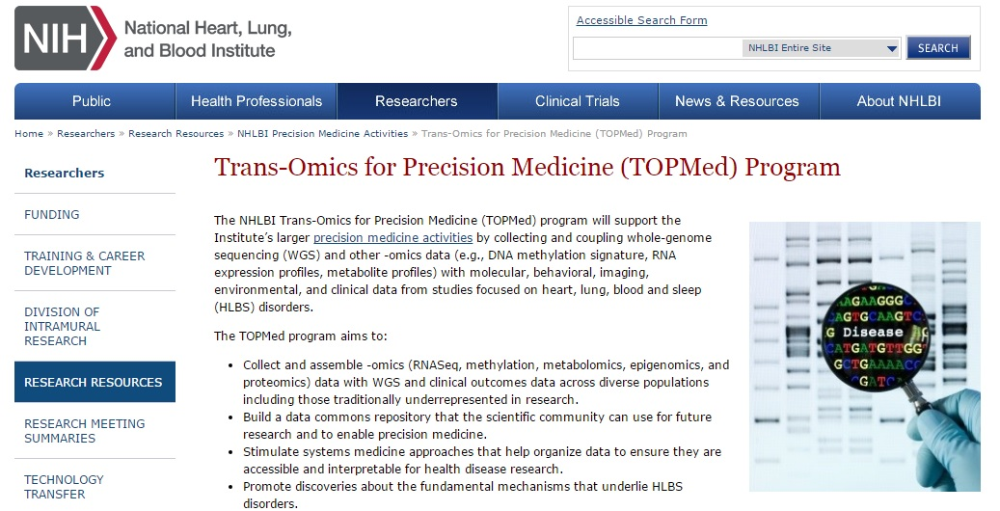 NIH
National Heart, Lung,
and Blood Institute
Accessible Search Form
NHLBI Entire Site
SEARCH
Public
Health Professionals
Researchers
Clinical Trials
News & Resources
About NHLBI
Home » Researchers » Research Resources » NHLBI Precision Medicine Activities » Trans-Omics for Precision Medicine (TOPMed) Program
Researchers
FUNDING
TRAINING & CAREER
DEVELOPMENT
DIVISION OF
INTRAMURAL
RESEARCH
RESEARCH RESOURCES
RESEARCH MEETING
SUMMARIES
TECHNOLOGY
TRANSFER
Trans-Omics for Precision Medicine (TOPMed) Program
The NHLBI Trans-Omics for Precision Medicine (TOPMed) program will support the
Institute's larger precision medicine activities by collecting and coupling whole-genome
sequencing (WGS) and other -omics data (e.g., DNA methylation signature, RNA
expression profiles, metabolite profiles) with molecular, behavioral, imaging,
environmental, and clinical data from studies focused on heart, lung, blood and sleep
(HLBS) disorders.
The TOPMed program aims to:
• Collect and assemble -omics (RNASeq, methylation, metabolomics, epigenomics, and
proteomics) data with WGS and clinical outcomes data across diverse populations
including those traditionally underrepresented in research.
• Build a data commons repository that the scientific community can use for future
research and to enable precision medicine.
• Stimulate systems medicine approaches that help organize data to ensure they are
accessible and interpretable for health disease research.
• Promote discoveries about the fundamental mechanisms that underlie HLBS
disorders.
AGAAGGGC
AGTGCAAGTC
G Disease
CATGATGTTGG
GCTGAAAAC
GATC